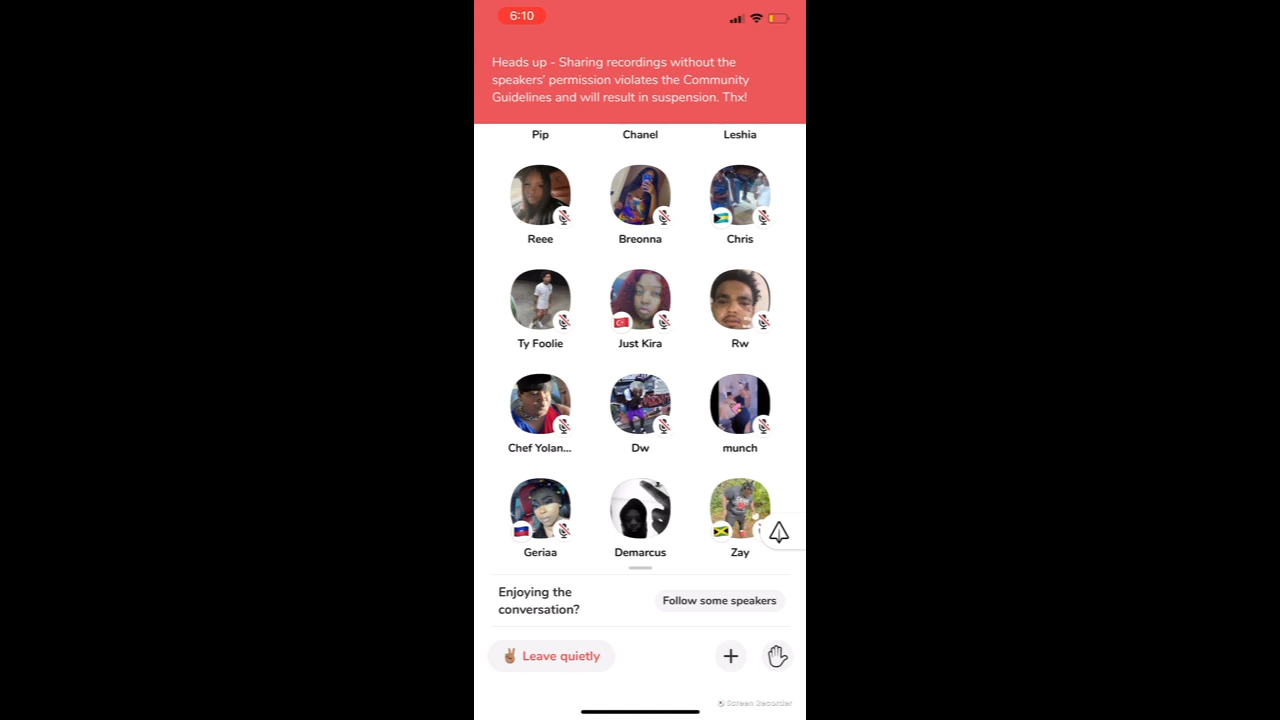 6:10
Heads up - Sharing recordings without the
speakers' permission violates the Community
Guidelines and will result in suspension. Thx!
Pip Chanel Leshia
Reee Breonna Chris
Ty Foolie Just Kira Rw
Chef Yolan... Dw munch
Geriaa Demarcus Zay
Enjoying the
conversation?
Follow some speakers
Leave quietly
Screen Recorder